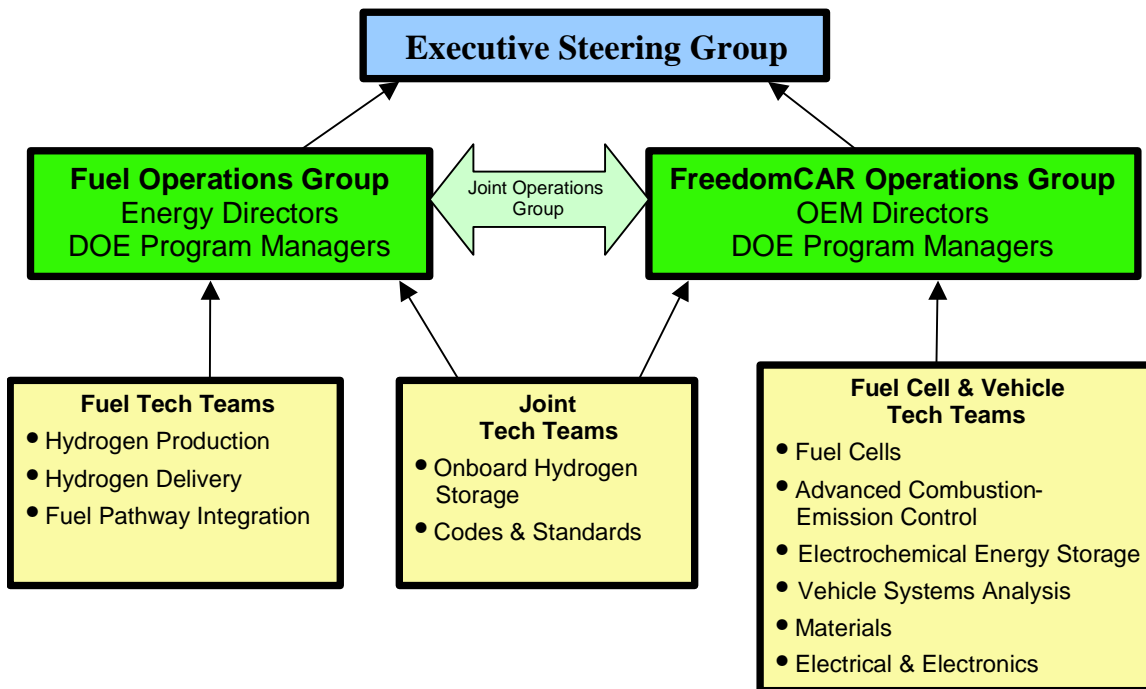 Executive Steering Group
Fuel Operations Group
Energy Directors
DOE Program Managers
Joint Operations
Group
FreedomCAR Operations Group
OEM Directors
DOE Program Managers
Fuel Tech Teams
• Hydrogen Production
• Hydrogen Delivery
• Fuel Pathway Integration
Joint
Tech Teams
• Onboard Hydrogen
Storage
• Codes & Standards
Fuel Cell & Vehicle
Tech Teams
• Fuel Cells
• Advanced Combustion-
Emission Control
• Electrochemical Energy Storage
• Vehicle Systems Analysis
• Materials
• Electrical & Electronics